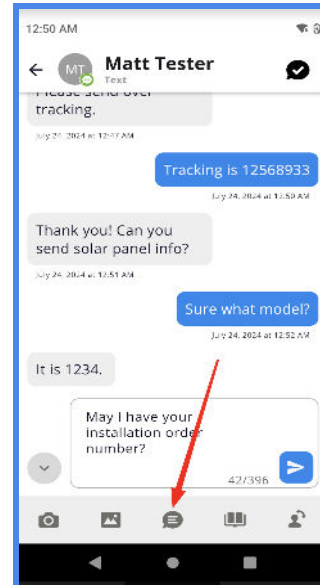 12:50 AM
MT
Matt Tester
Text
Please send over
tracking.
July 24, 2024 at 12:47 AM
Tracking is 12568933
July 24, 2024 at 12:50 AM
Thank you! Can you
send solar panel info?
July 24, 2024 at 12:51 AM
Sure what model?
July 24, 2024 at 12:52 AM
It is 1234.
May I have your
installation order
number?
42/396